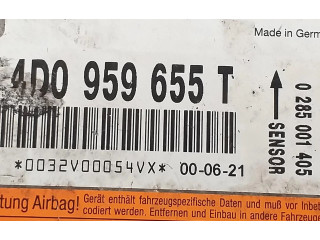 Made in Germ
4D0 959 655 T
0 285 001 405
SENSOR
*0032V00054VX* 00-06-21
tung Airbag! Gerät enthält fahrzeugspezifische Daten und muß vor Inbet
codiert werden. Entfernen und Einbau in andere Fahrzeu